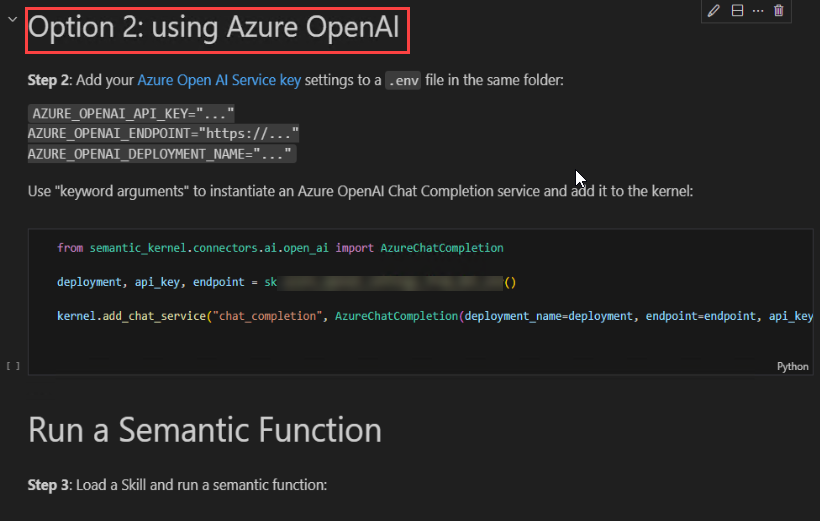 Option 2: using Azure OpenAI
Step 2: Add your Azure Open AI Service key settings to a .env file in the same folder:
AZURE_OPENAI_API_KEY="..."
AZURE_OPENAI_ENDPOINT="https://..."
AZURE_OPENAI_DEPLOYMENT_NAME="..."
Use "keyword arguments" to instantiate an Azure OpenAI Chat Completion service and add it to the kernel:
from semantic_kernel.connectors.ai.open_ai import AzureChatCompletion
deployment, api_key, endpoint = sk ()
kernel.add_chat_service("chat_completion", AzureChatCompletion(deployment_name=deployment, endpoint=endpoint, api_key
[ ]
Python
Run a Semantic Function
Step 3: Load a Skill and run a semantic function: